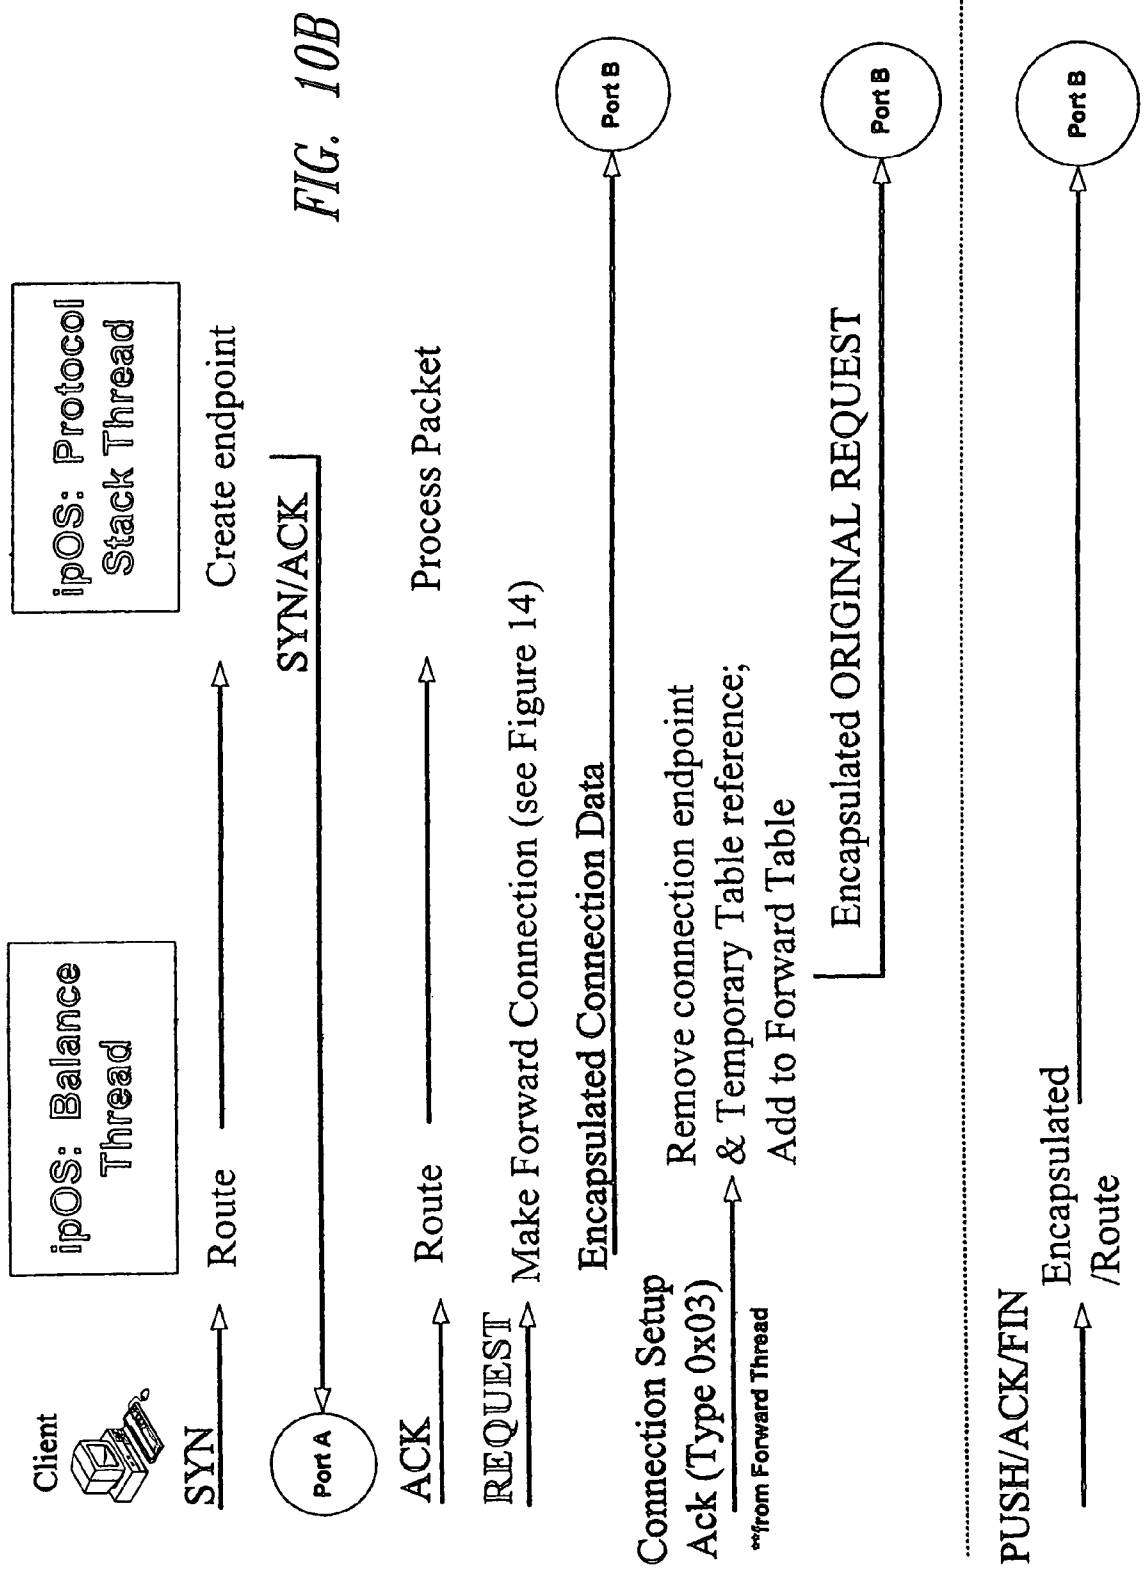 Client
ipOS: Balance
Thread
ipOS: Protocol
Stack Thread
SYN
Route
Create endpoint
FIG. 10B
SYN/ACK
Port A
ACK
Route
Process Packet
REQUEST
Make Forward Connection (see Figure 14)
Encapsulated Connection Data
Port B
Connection Setup
Ack (Type 0x03)
**from Forward Thread
Remove connection endpoint
& Temporary Table reference;
Add to Forward Table
Encapsulated ORIGINAL REQUEST
Port B
PUSH/ACK/FIN
Encapsulated
/Route
Port B